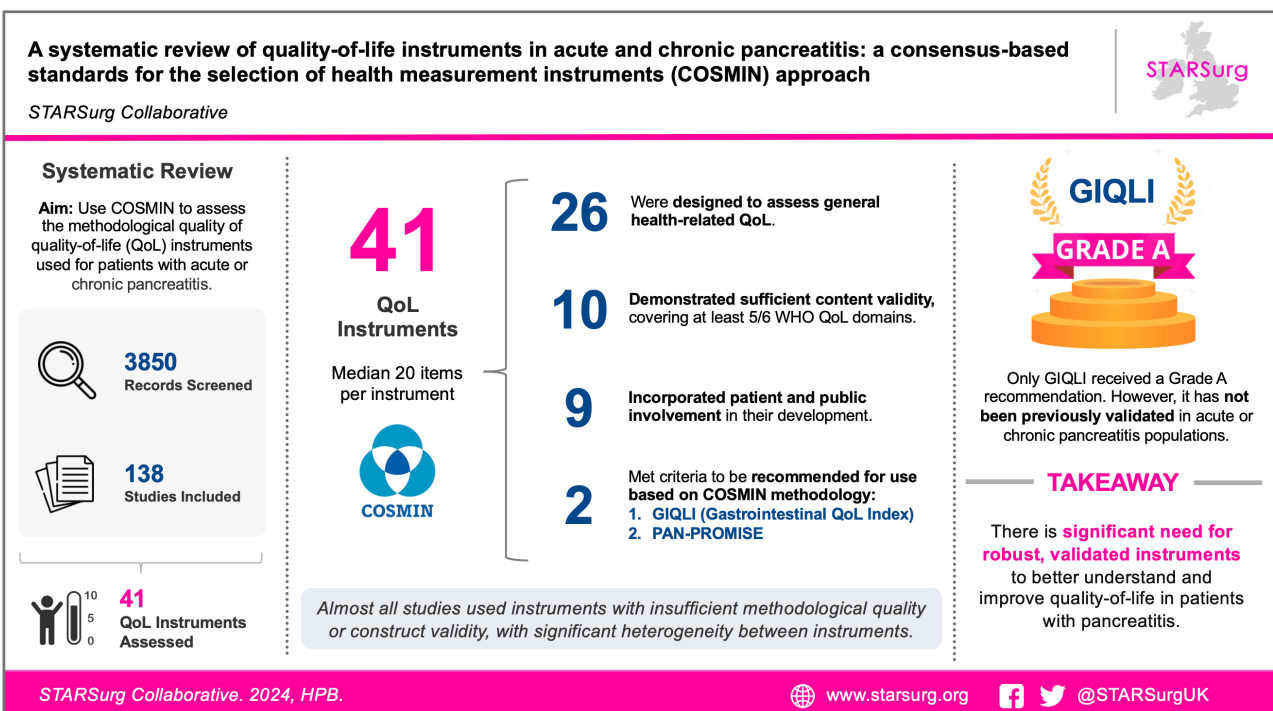 A systematic review of quality-of-life instruments in acute and chronic pancreatitis: a consensus-based
standards for the selection of health measurement instruments (COSMIN) approach
STARSurg Collaborative
STARSurg
Systematic Review
Aim: Use COSMIN to assess
the methodological quality of
quality-of-life (QoL) instruments
used for patients with acute or
chronic pancreatitis.
3850
Records Screened
138
Studies Included
10
5
0
41
QoL Instruments
Assessed
41
QoL
Instruments
Median 20 items
per instrument
COSMIN
26
Were designed to assess general
health-related QoL.
10
Demonstrated sufficient content validity,
covering at least 5/6 WHO QoL domains.
9
Incorporated patient and public
involvement in their development.
2
Met criteria to be recommended for use
based on COSMIN methodology:
1. GIQLI (Gastrointestinal QoL Index)
2. PAN-PROMISE
Almost all studies used instruments with insufficient methodological quality
or construct validity, with significant heterogeneity between instruments.
GIQLI
GRADE A
Only GIQLI received a Grade A
recommendation. However, it has not
been previously validated in acute or
chronic pancreatitis populations.
TAKEAWAY
There is significant need for
robust, validated instruments
to better understand and
improve quality-of-life in patients
with pancreatitis.
STARSurg Collaborative. 2024, HPB.
www.starsurg.org
@STARSurgUK